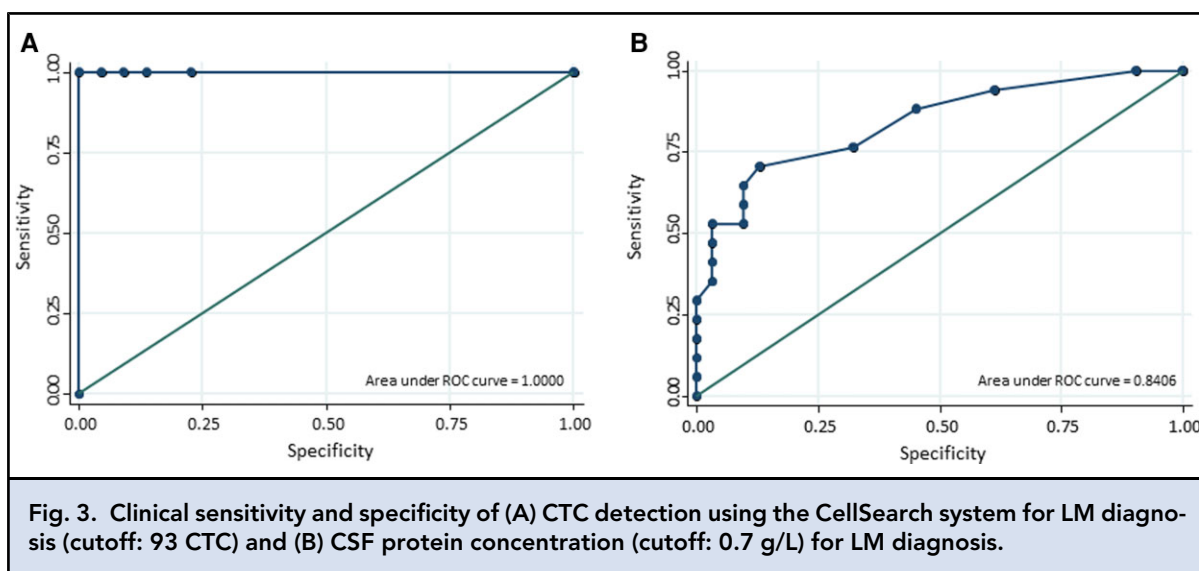 A
1.00
0.75
0.50
0.25
0.00
Sensitivity
Area under ROC curve = 1.0000
0.00 0.25 0.50 0.75 1.00
Specificity
B
1.00
0.75
0.50
0.25
0.00
Sensitivity
Area under ROC curve = 0.8406
0.00 0.25 0.50 0.75 1.00
Specificity
Fig. 3. Clinical sensitivity and specificity of (A) CTC detection using the CellSearch system for LM diagno-
sis (cutoff: 93 CTC) and (B) CSF protein concentration (cutoff: 0.7 g/L) for LM diagnosis.